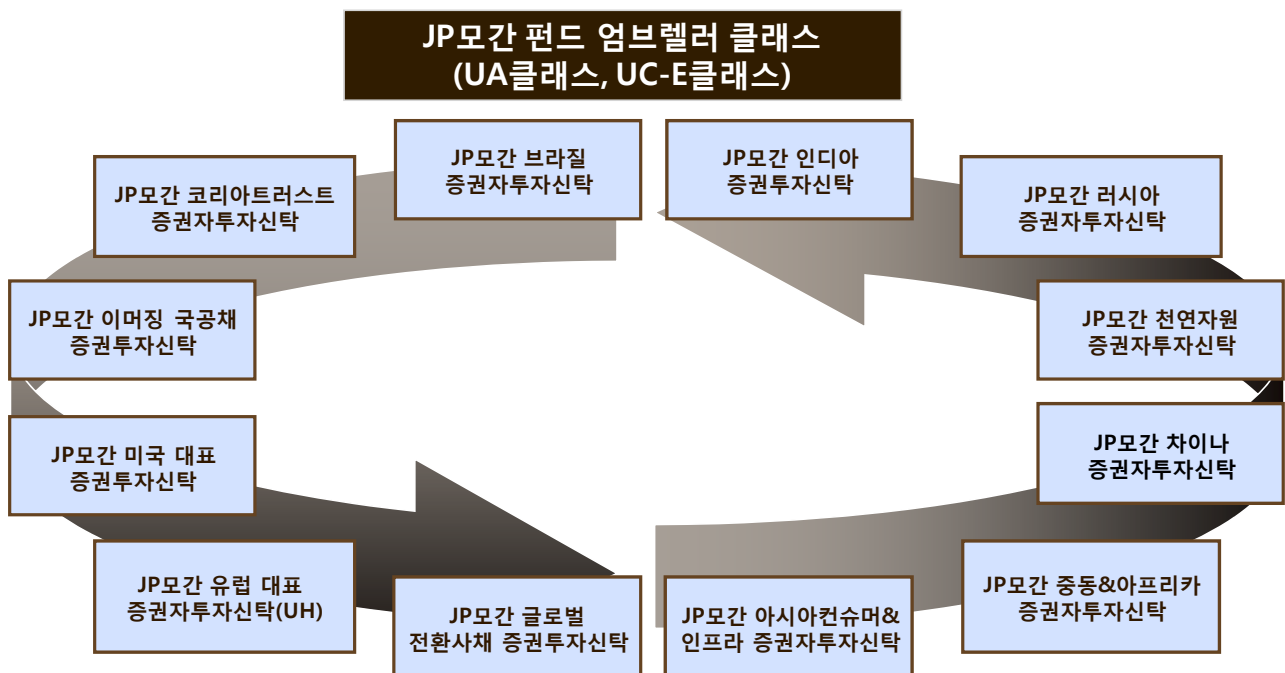 JP모간 펀드 엄브렐러 클래스
(UA클래스, UC-E클래스)
JP모간 브라질
증권자투자신탁
JP모간 인디아
증권자투자신탁
JP모간 코리아트러스트
증권자투자신탁
JP모간 러시아
증권자투자신탁
JP모간 이머징 국공채
증권투자신탁
JP모간 천연자원
증권자투자신탁
JP모간 미국 대표
증권투자신탁
JP모간 차이나
증권자투자신탁
JP모간 유럽 대표
증권자투자신탁(UH)
JP모간 글로벌
전환사채 증권투자신탁
JP모간 아시아컨슈머&
인프라 증권자투자신탁
JP모간 중동&아프리카
증권자투자신탁